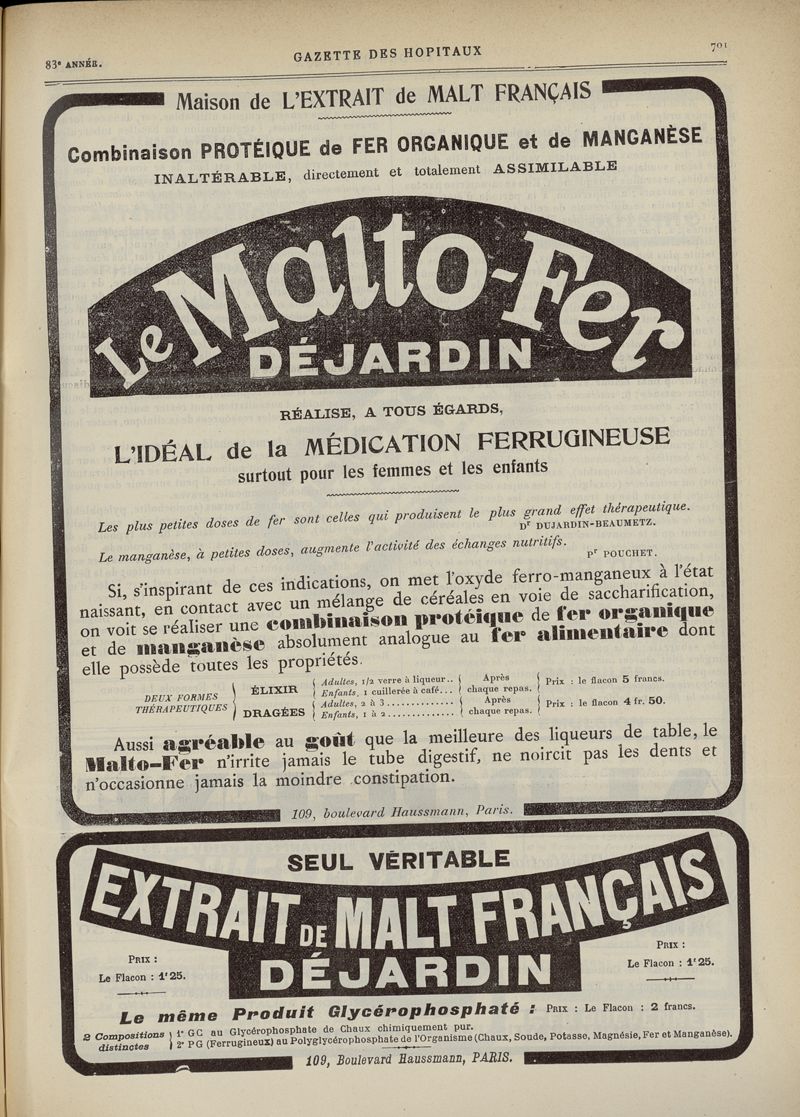 83e ANNÉE.
GAZETTE DES HOPITAUX
701
Maison de L'EXTRAIT de MALT FRANÇAIS
Combinaison PROTÉIQUE de FER ORGANIQUE et de MANGANÈSE
INALTÉRABLE, directement et totalement ASSIMILABLE
Le Malto-Fer
DÉJARDIN
RÉALISE, A TOUS ÉGARDS,
L'IDÉAL de la MÉDICATION FERRUGINEUSE
surtout pour les femmes et les enfants
Les plus petites doses de fer sont celles qui produisent le plus grand effet thérapeutique.
Dr DUJARDIN-BEAUMETZ.
Le manganèse, à petites doses, augmente l'activité des échanges nutritifs.
Pr POUCHET.
Si, s'inspirant de ces indications, on met l'oxyde ferro-manganeux à l'état
naissant, en contact avec un mélange de céréales en voie de saccharification,
on voit se réaliser une combinaison protéique de fer organique
et de manganèse absolument analogue au fer alimentaire dont
elle possède toutes les propriétés.
DEUX FORMES
THÉRAPEUTIQUES
ÉLIXIR
Adultes, 1/2 verre à liqueur..
Enfants, 1 cuillerée à café...
Après
chaque repas.
Prix : le flacon 5 francs.
DRAGÉES
Adultes, 2 à 3..............
Enfants, 1 à 2..............
Après
chaque repas.
Prix : le flacon 4 fr. 50.
Aussi agréable au goût que la meilleure des liqueurs de table, le
Malto-Fer n'irrite jamais le tube digestif, ne noircit pas les dents et
n'occasionne jamais la moindre constipation.
109, boulevard Haussmann, Paris.
SEUL VÉRITABLE
EXTRAIT DE MALT FRANÇAIS
DÉJARDIN
PRIX :
Le Flacon : 1f25.
PRIX :
Le Flacon : 1f25.
Le même Produit Glycérophosphaté : PRIX : Le Flacon : 2 francs.
2 Compositions
distinctes
1° GC au Glycérophosphate de Chaux chimiquement pur.
2° PG (Ferrugineux) au Polyglycérophosphate de l'Organisme (Chaux, Soude, Potasse, Magnésie, Fer et Manganèse).
109, Boulevard Haussmann, PARIS.